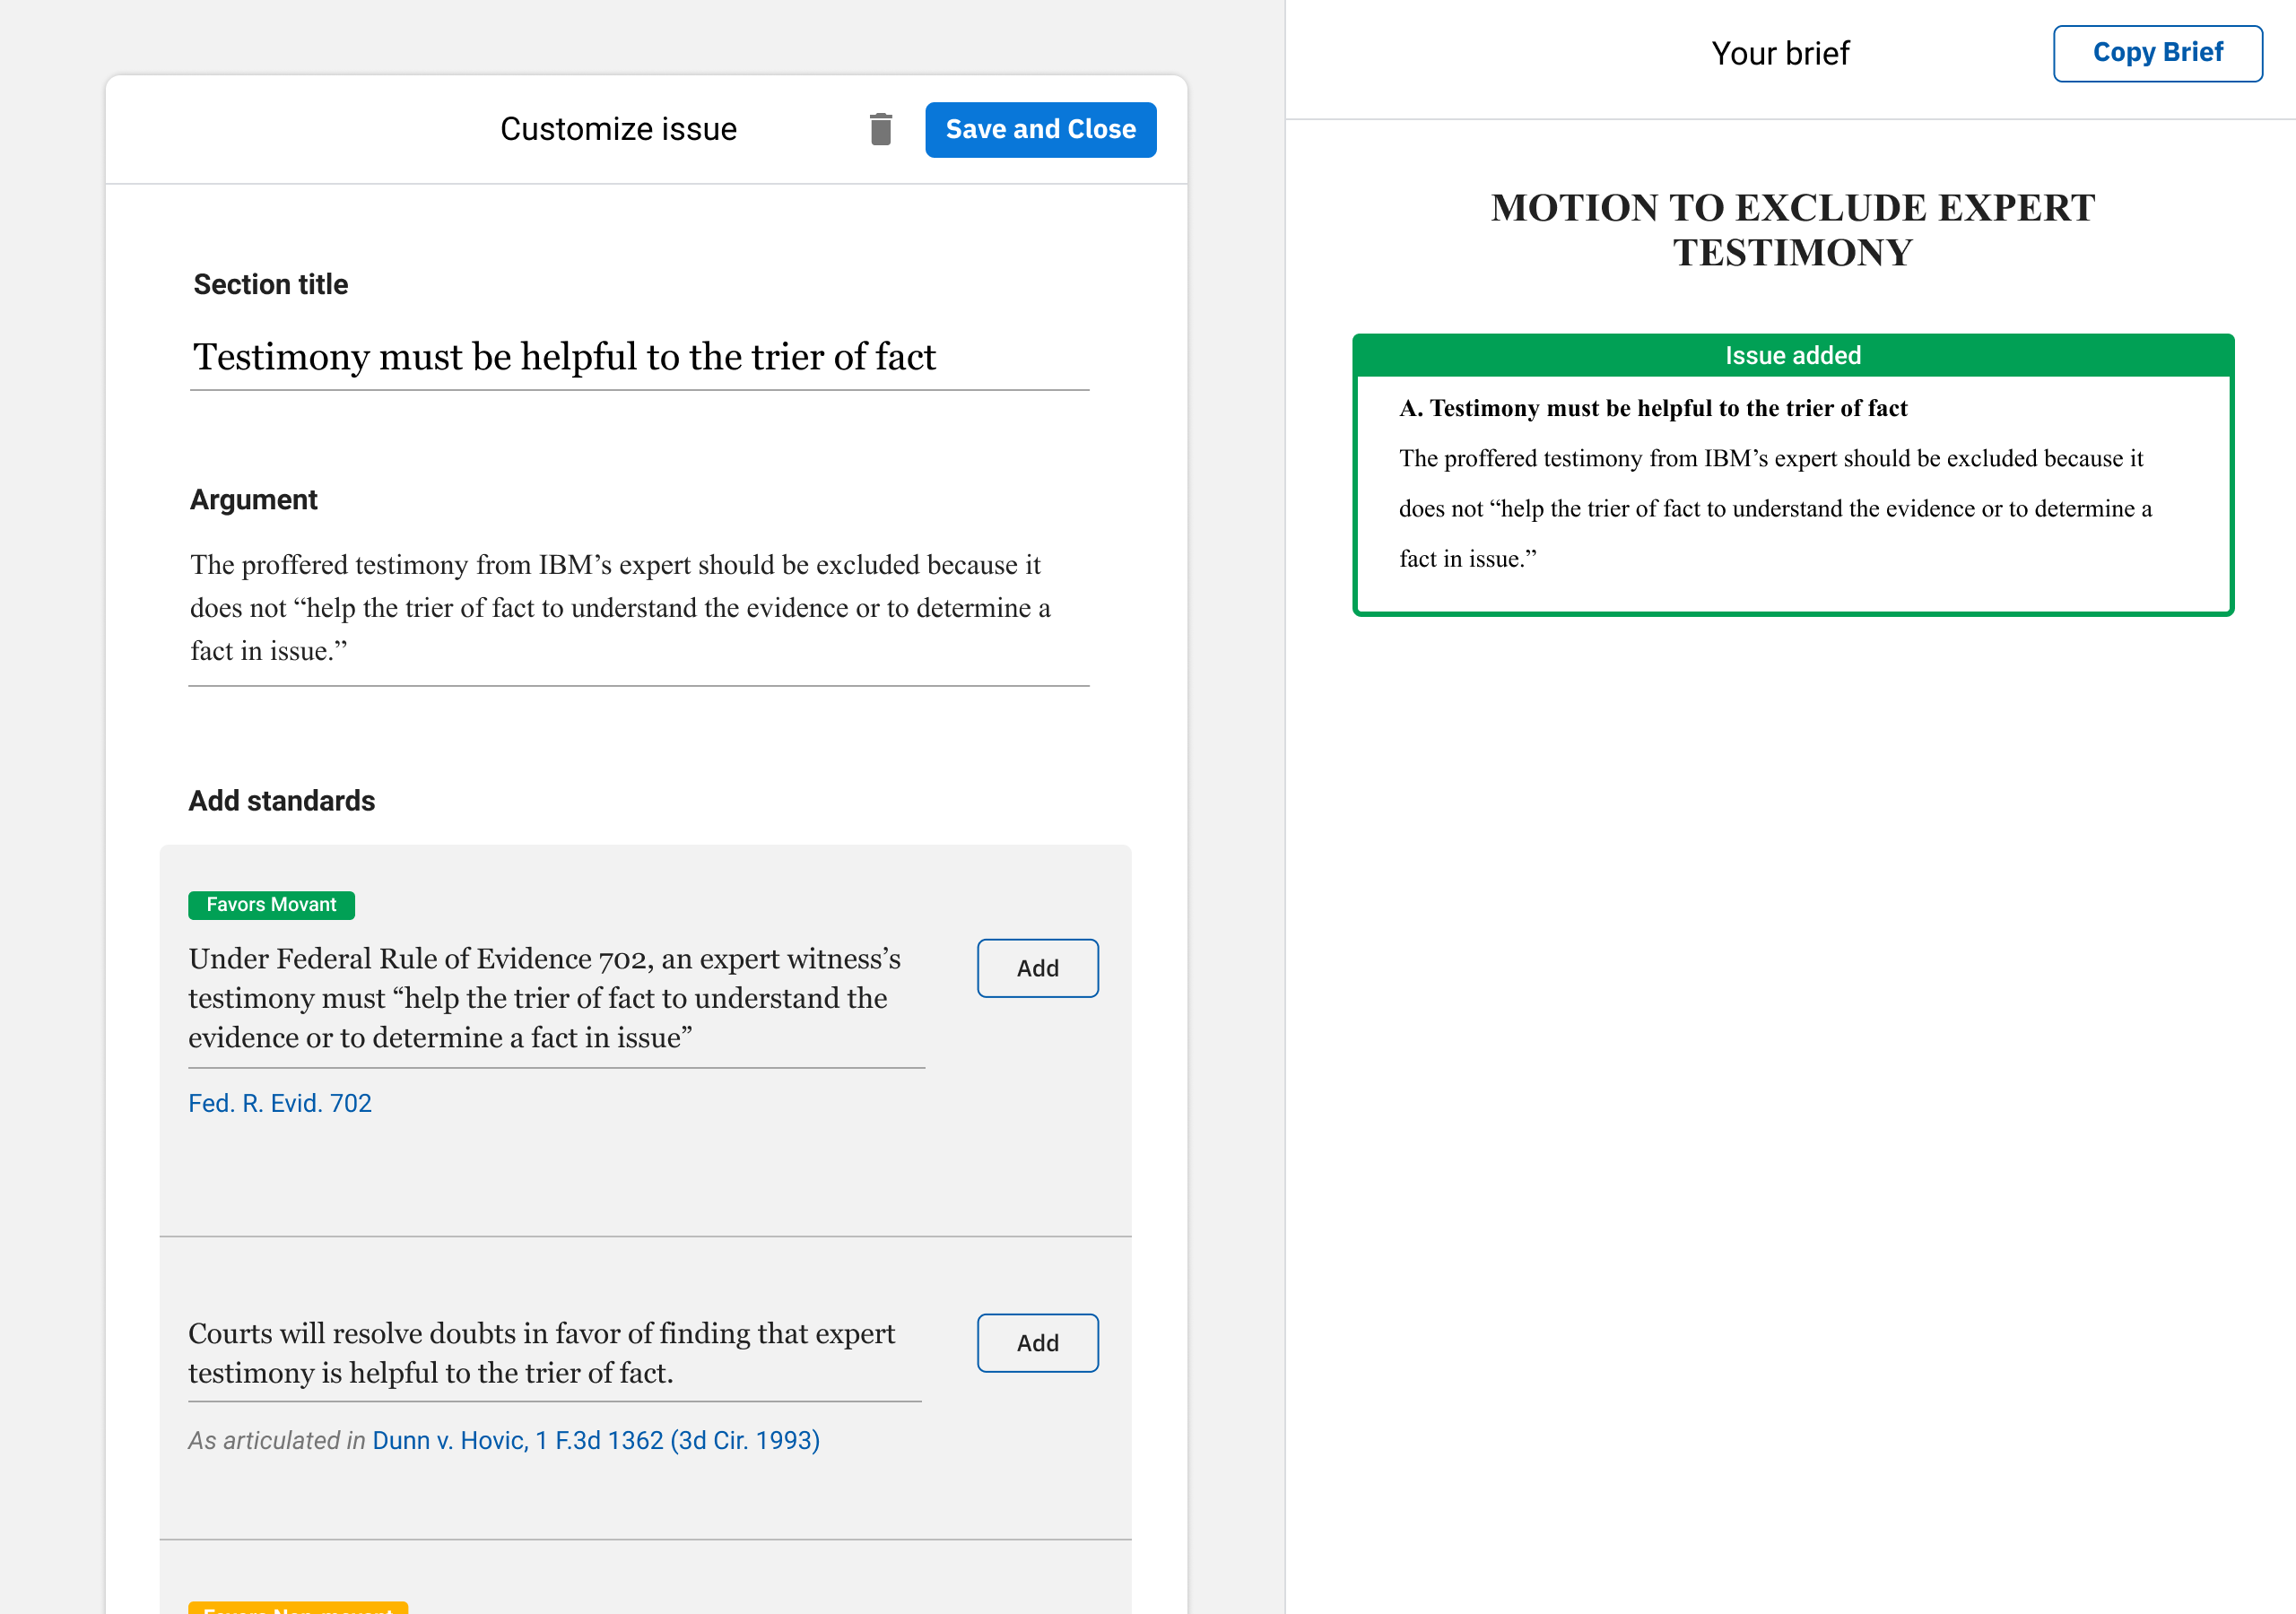 Customize issue
Save and Close
Section title
Testimony must be helpful to the trier of fact
Argument
The proffered testimony from IBM’s expert should be excluded because it
does not “help the trier of fact to understand the evidence or to determine a
fact in issue.”
Add standards
Favors Movant
Under Federal Rule of Evidence 702, an expert witness’s
testimony must “help the trier of fact to understand the
evidence or to determine a fact in issue”
Add
Fed. R. Evid. 702
Courts will resolve doubts in favor of finding that expert
testimony is helpful to the trier of fact.
Add
As articulated in Dunn v. Hovic, 1 F.3d 1362 (3d Cir. 1993)
Favors Non-movant
Your brief
Copy Brief
MOTION TO EXCLUDE EXPERT
TESTIMONY
Issue added
A. Testimony must be helpful to the trier of fact
The proffered testimony from IBM’s expert should be excluded because it
does not “help the trier of fact to understand the evidence or to determine a
fact in issue.”